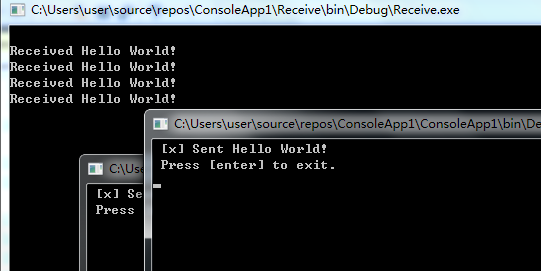 C:\Users\user\source\repos\ConsoleApp1\Receive\bin\Debug\Receive.exe
Received Hello World!
Received Hello World!
Received Hello World!
Received Hello World!
C:\Users\user\source\repos\ConsoleApp1\ConsoleApp1\bin\De
[x] Sent Hello World!
Press [enter] to exit.
C:\Us
[x] Se
Press